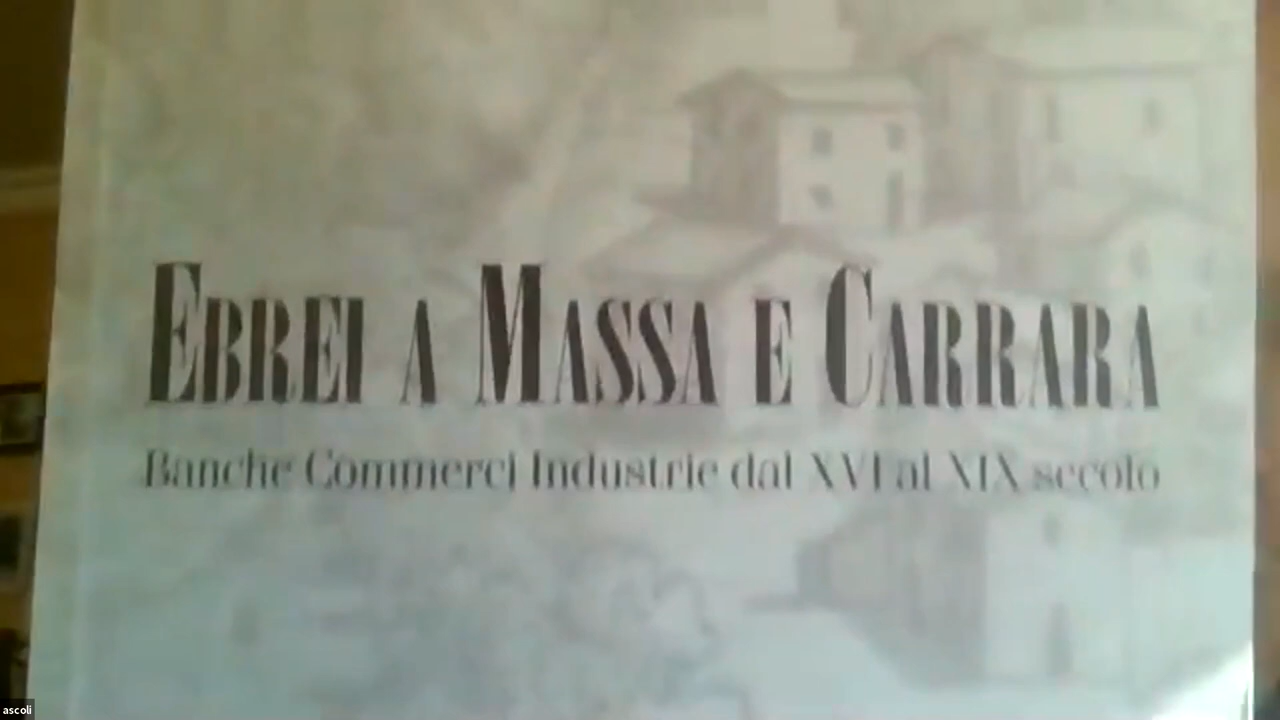 EBREI A MASSA E CARRARA
Banche Commerci Industrie dal XVI al XIX secolo
ascoli